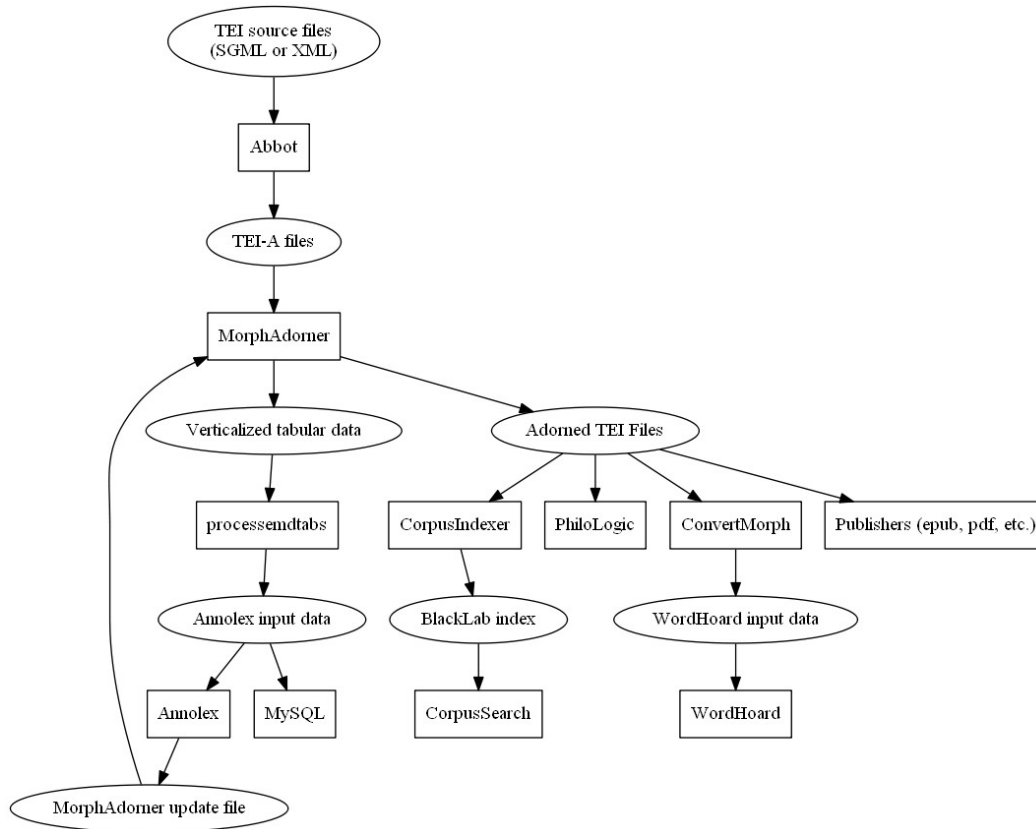 TEI source files
(SGML or XML)
Abbot
TEI-A files
MorphAdorner
Verticalized tabular data
Adorned TEI Files
processemdtabs
CorpusIndexer
PhiloLogic
ConvertMorph
Publishers (epub, pdf, etc.)
Annolex input data
BlackLab index
WordHoard input data
Annolex
MySQL
CorpusSearch
WordHoard
MorphAdorner update file